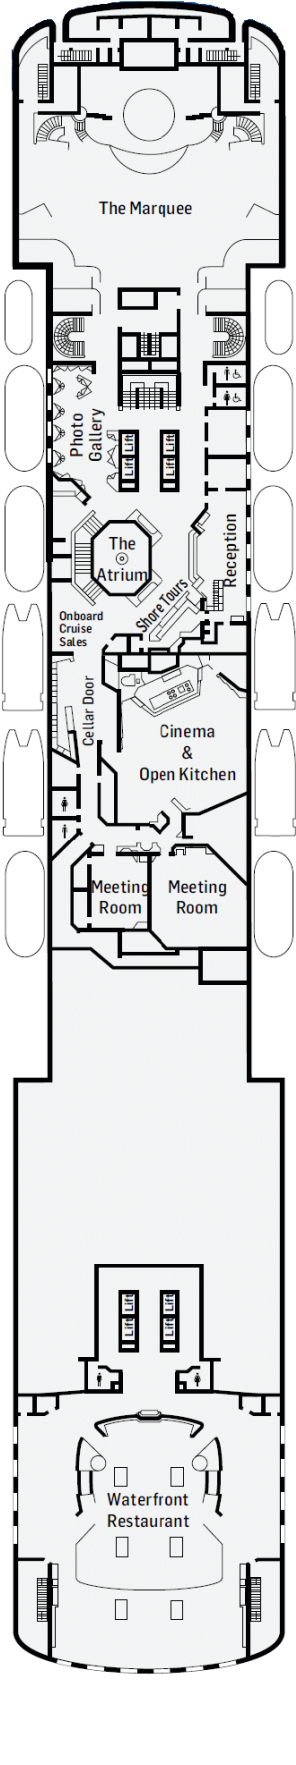 The Marquee
Photo
Gallery
Lift
Lift
Lift
Lift
The
Atrium
Reception
Shore Tours
Onboard
Cruise
Sales
Cellar Door
Cinema
&
Open Kitchen
Meeting
Room
Meeting
Room
Lift
Lift
Lift
Lift
Waterfront
Restaurant